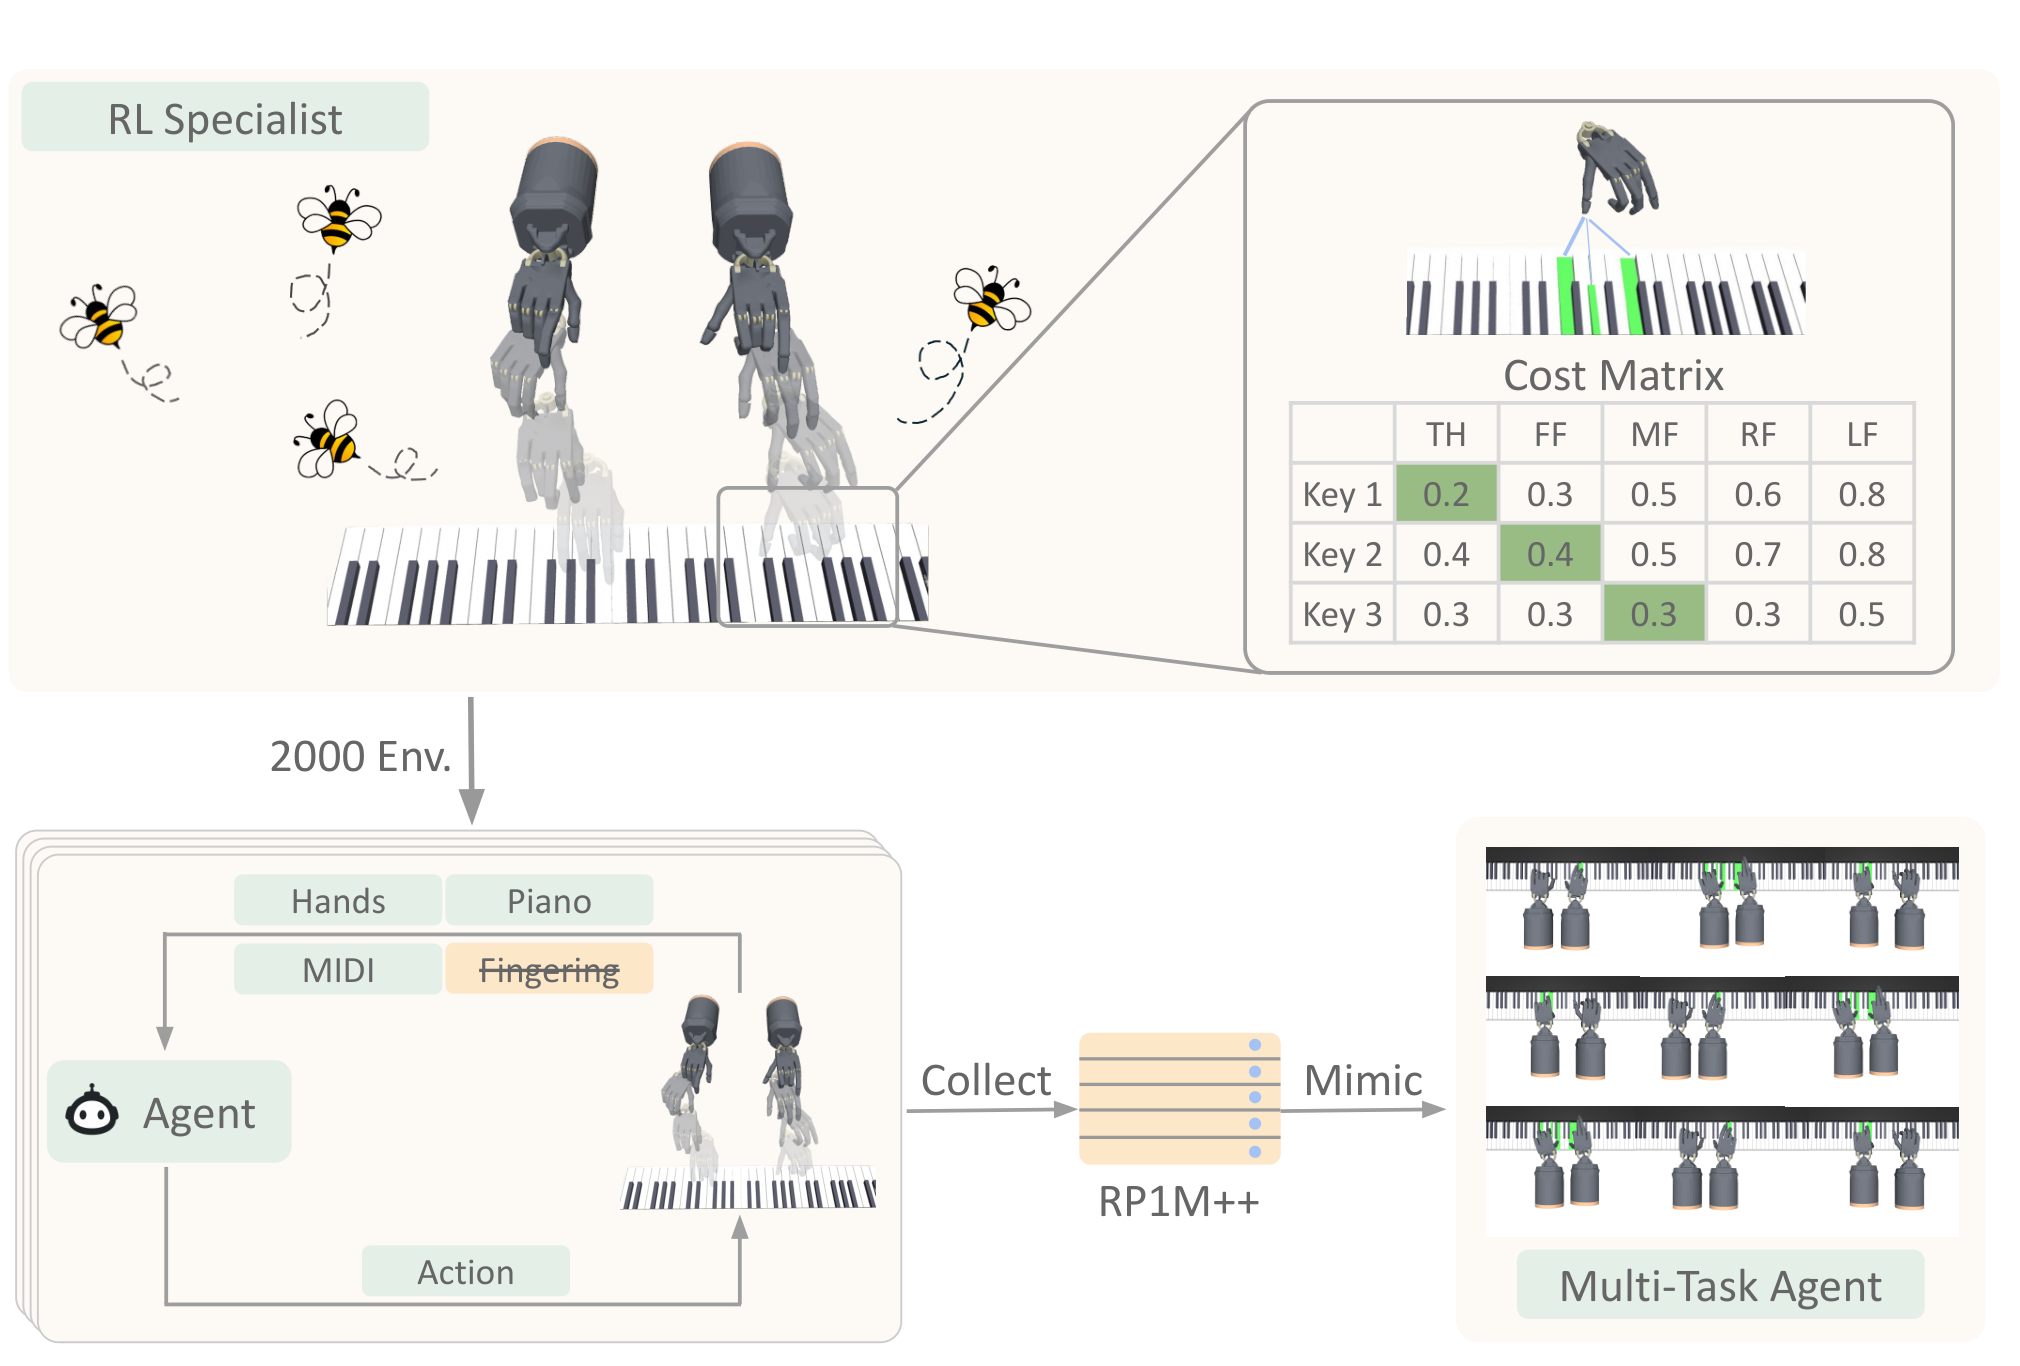 RL Specialist
Cost Matrix
TH FF MF RF LF
Key 1 0.2 0.3 0.5 0.6 0.8
Key 2 0.4 0.4 0.5 0.7 0.8
Key 3 0.3 0.3 0.3 0.3 0.5
2000 Env.
Hands Piano
MIDI Fingering
Agent
Action
Collect
RP1M++
Mimic
Multi-Task Agent